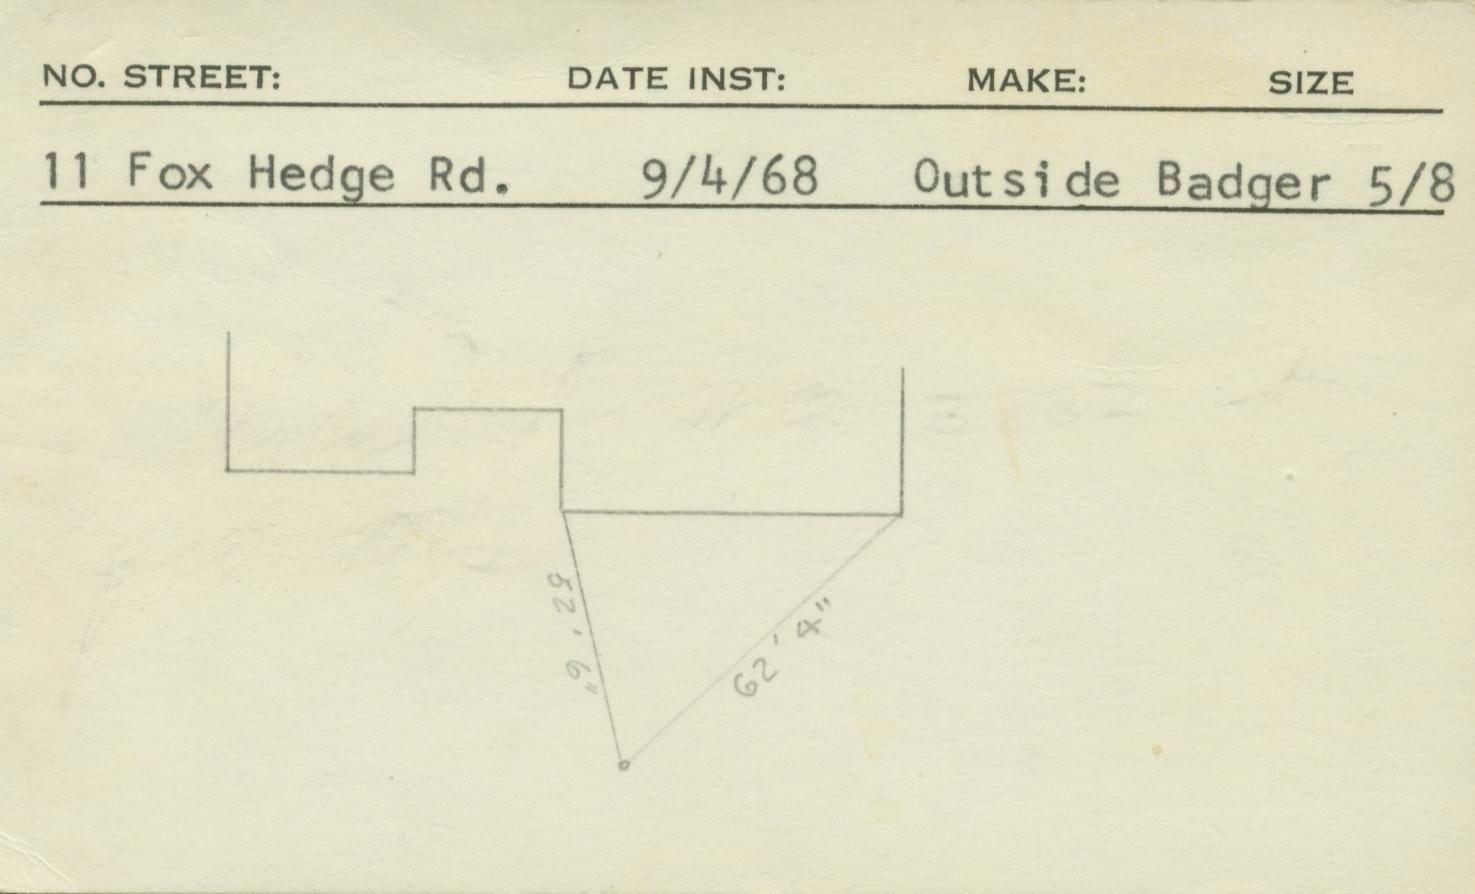 NO. STREET: DATE INST: MAKE: SIZE
11 Fox Hedge Rd. 9/4/68 Outside Badger 5/8
52' 6"
62' 4"